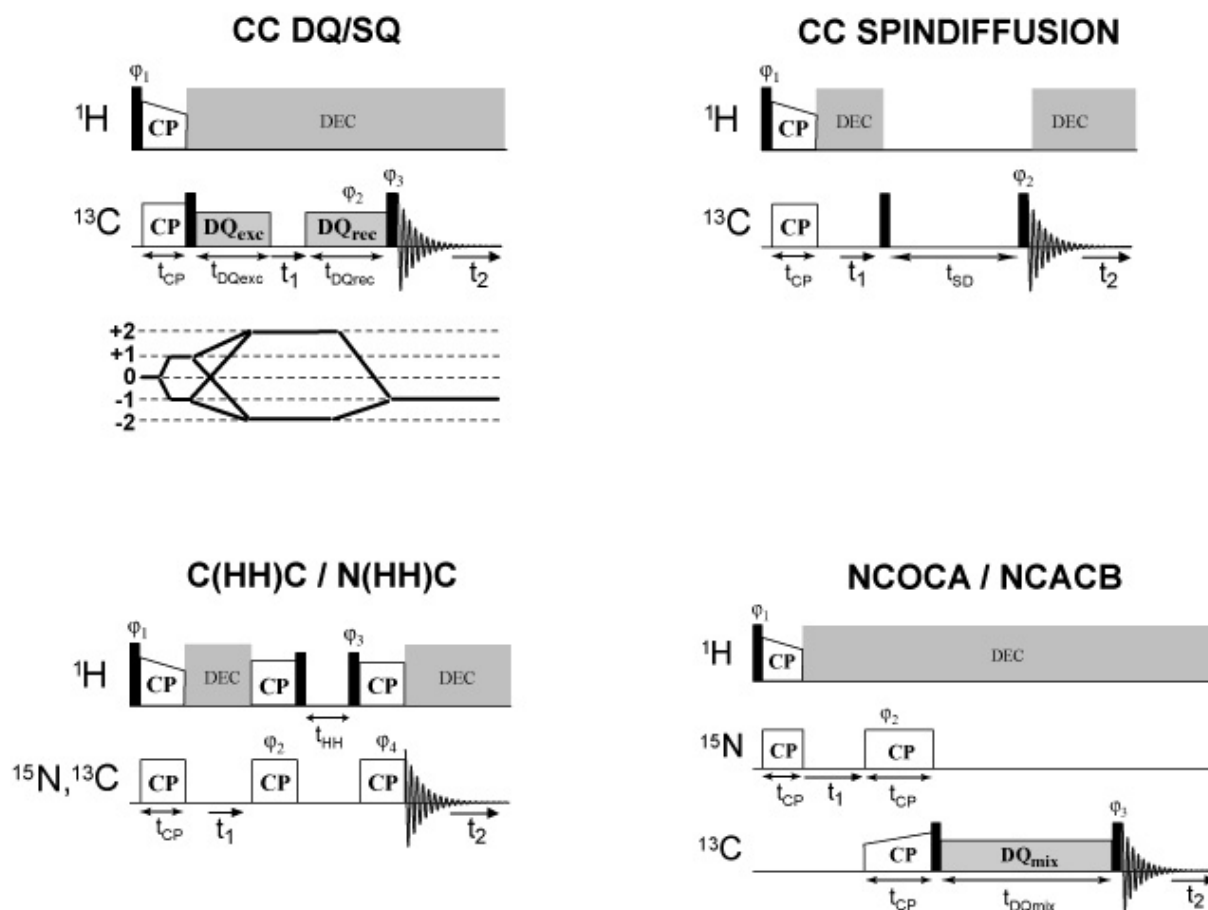 CC DQ/SQ
φ1
1H
CP
DEC
φ3
φ2
13C
CP
DQexc
DQrec
tCP
tDQexc
t1
tDQrec
t2
+2
+1
0
-1
-2
CC SPINDIFFUSION
φ1
1H
CP
DEC
DEC
φ2
13C
CP
tCP
t1
tSD
t2
C(HH)C / N(HH)C
φ1
φ3
1H
CP
DEC
CP
CP
DEC
tHH
φ2
φ4
15N,13C
CP
CP
CP
tCP
t1
t2
NCOCA / NCACB
φ1
1H
CP
DEC
φ2
15N
CP
CP
tCP
t1
tCP
φ3
13C
CP
DQmix
tCP
tDQmix
t2